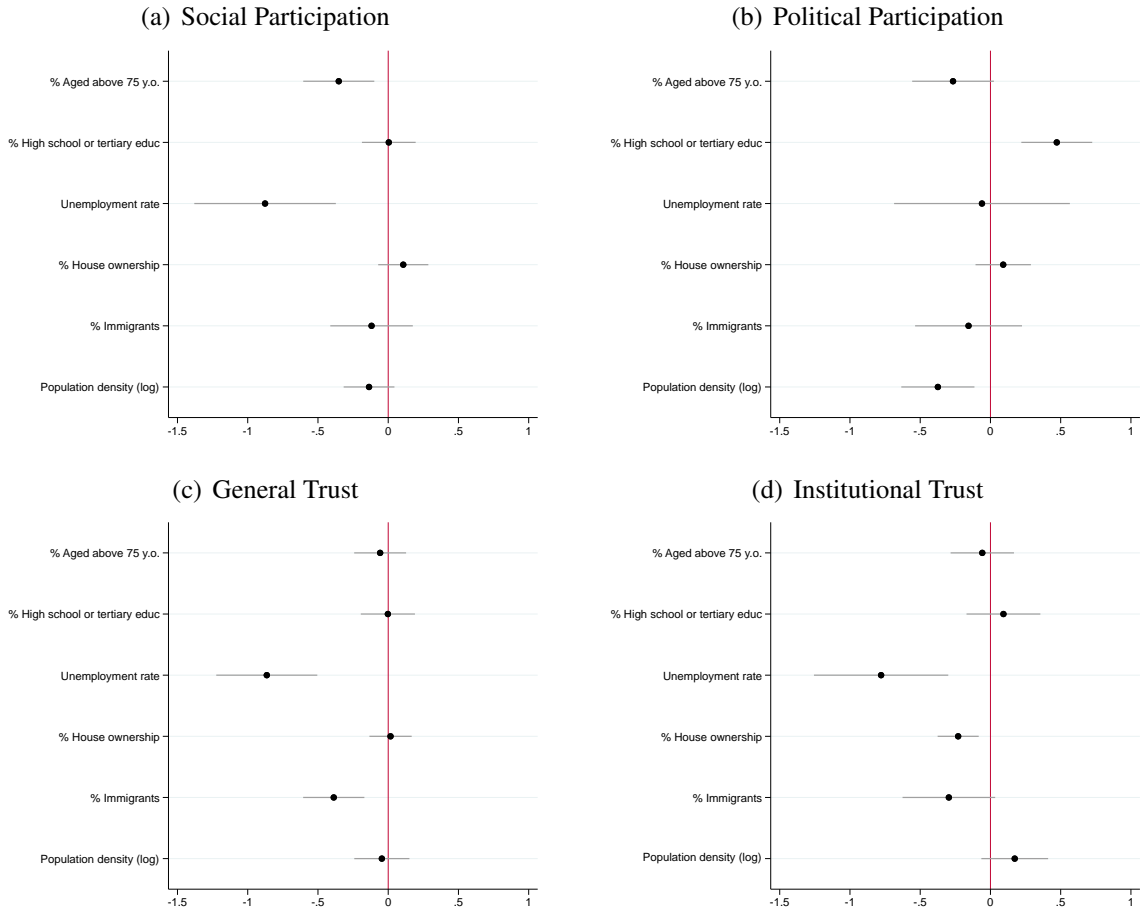 (a) Social Participation
% Aged above 75 y.o.
% High school or tertiary educ
Unemployment rate
% House ownership
% Immigrants
Population density (log)
-1.5 -1 -.5 0 .5 1
(b) Political Participation
% Aged above 75 y.o.
% High school or tertiary educ
Unemployment rate
% House ownership
% Immigrants
Population density (log)
-1.5 -1 -.5 0 .5 1
(c) General Trust
% Aged above 75 y.o.
% High school or tertiary educ
Unemployment rate
% House ownership
% Immigrants
Population density (log)
-1.5 -1 -.5 0 .5 1
(d) Institutional Trust
% Aged above 75 y.o.
% High school or tertiary educ
Unemployment rate
% House ownership
% Immigrants
Population density (log)
-1.5 -1 -.5 0 .5 1